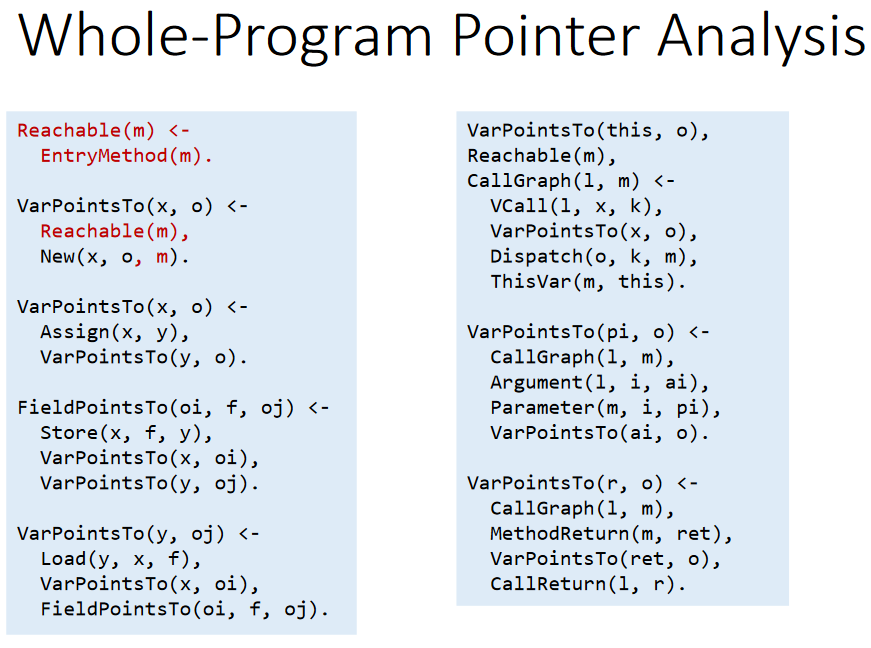 Whole-Program Pointer Analysis
Reachable(m) <-
EntryMethod(m).
VarPointsTo(x, o) <-
Reachable(m),
New(x, o, m).
VarPointsTo(x, o) <-
Assign(x, y),
VarPointsTo(y, o).
FieldPointsTo(oi, f, oj) <-
Store(x, f, y),
VarPointsTo(x, oi),
VarPointsTo(y, oj).
VarPointsTo(y, oj) <-
Load(y, x, f),
VarPointsTo(x, oi),
FieldPointsTo(oi, f, oj).
VarPointsTo(this, o),
Reachable(m),
CallGraph(l, m) <-
VCall(l, x, k),
VarPointsTo(x, o),
Dispatch(o, k, m),
ThisVar(m, this).
VarPointsTo(pi, o) <-
CallGraph(l, m),
Argument(l, i, ai),
Parameter(m, i, pi),
VarPointsTo(ai, o).
VarPointsTo(r, o) <-
CallGraph(l, m),
MethodReturn(m, ret),
VarPointsTo(ret, o),
CallReturn(l, r).